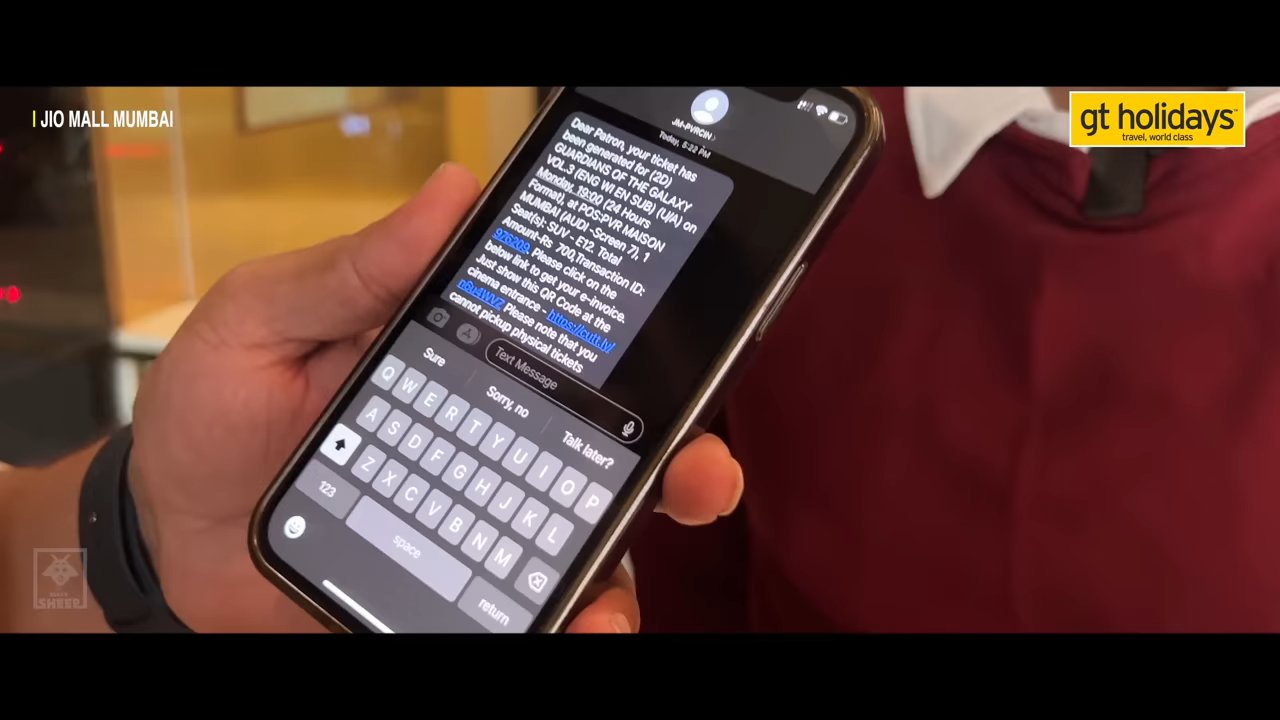 JIO MALL MUMBAI
gt holidays
travel, world class
JM-PVRCIN
Today, 5:32 PM
Dear Patron, your ticket has
been generated for (2D)
GUARDIANS OF THE GALAXY
VOL.3 (ENG WI EN SUB) (U/A) on
Monday, 19:00 (24 Hours
Format), at POS:PVR MAISON
MUMBAI (AUDI -Screen 7), 1
Seat(s): SUV - E12. Total
Amount-Rs 700,Transaction ID:
976209. Please click on the
below link to get your e-invoice.
Just show this QR Code at the
cinema entrance - https://cutt.ly/
n6u4WVZ Please note that you
cannot pickup physical tickets
Text Message
Sure
Sorry, no
Talk later?
Q W E R T Y U I O P
A S D F G H J K L
Z X C V B N M
123
space
return
BLACK
SHEEP